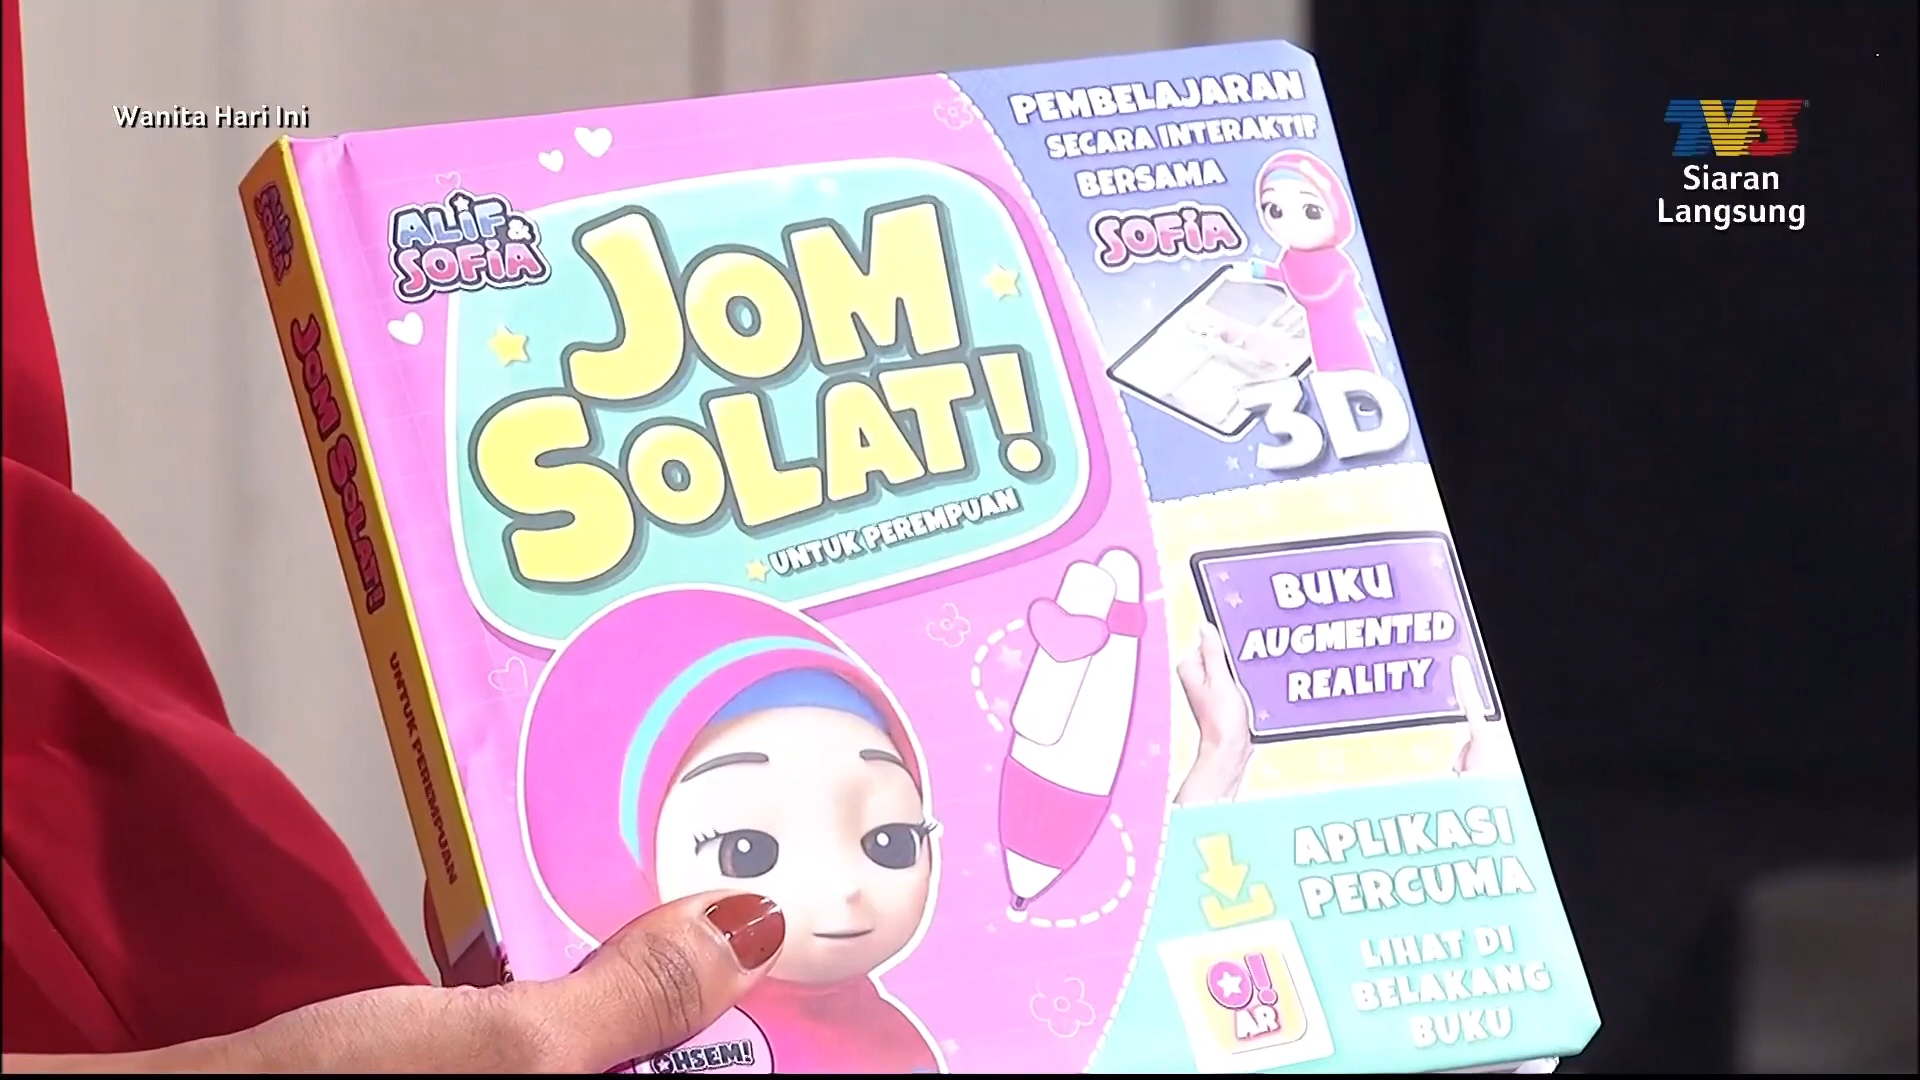 Wanita Hari Ini
TV3
Siaran
Langsung
ALIF &
SOFIA
JOM
SOLAT!
UNTUK PEREMPUAN
PEMBELAJARAN
SECARA INTERAKTIF
BERSAMA
SOFIA
3D
BUKU
AUGMENTED
REALITY
APLIKASI
PERCUMA
LIHAT DI
BELAKANG
BUKU
O!
AR
OHSEM!
ALIF & SOFIA
JOM SOLAT!
UNTUK PEREMPUAN